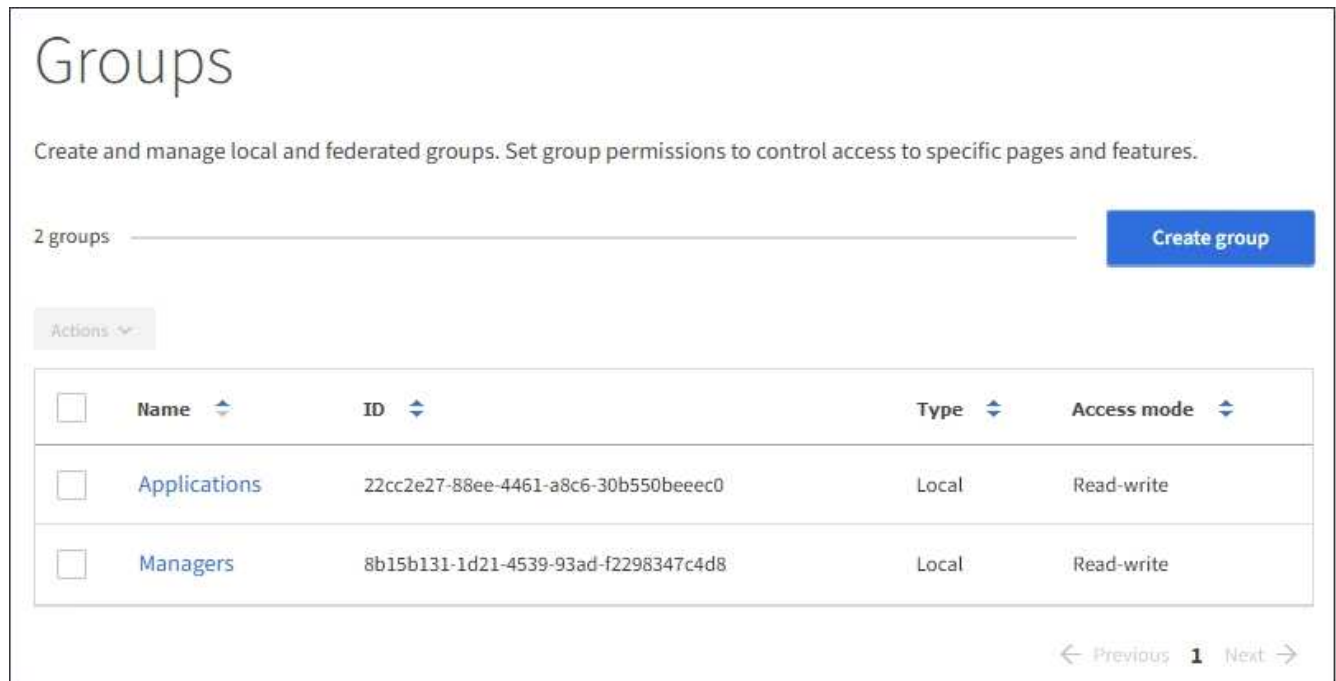 Groups
Create and manage local and federated groups. Set group permissions to control access to specific pages and features.
2 groups
Create group
Actions
Name ID Type Access mode
Applications 22cc2e27-88ee-4461-a8c6-30b550beeec0 Local Read-write
Managers 8b15b131-1d21-4539-93ad-f2298347c4d8 Local Read-write
← Previous 1 Next →